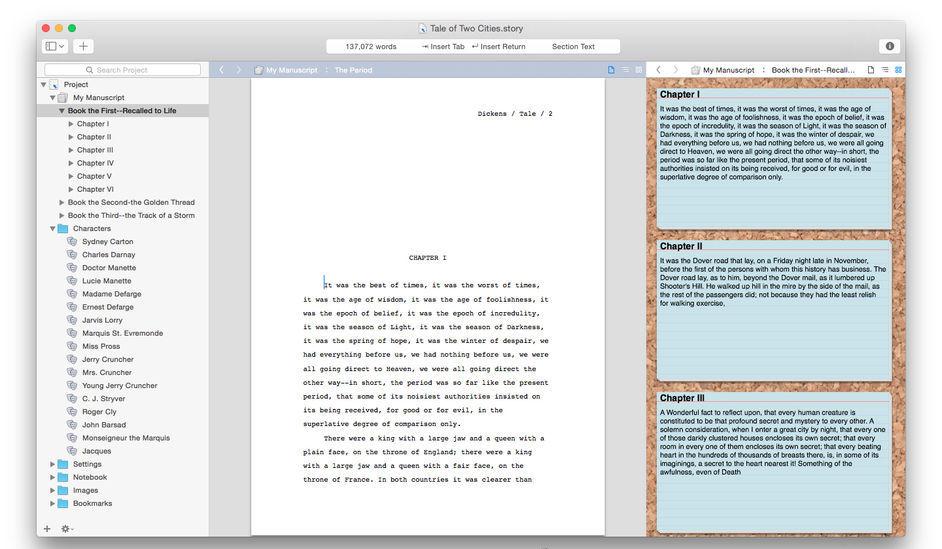 Tale of Two Cities.story
137,072 words
Insert Tab
Insert Return
Section Text
Search Project
Project
My Manuscript
Book the First--Recalled to Life
Chapter I
Chapter II
Chapter III
Chapter IV
Chapter V
Chapter VI
Book the Second-the Golden Thread
Book the Third--the Track of a Storm
Characters
Sydney Carton
Charles Darnay
Doctor Manette
Lucie Manette
Madame Defarge
Ernest Defarge
Jarvis Lorry
Marquis St. Evremonde
Miss Pross
Jerry Cruncher
Mrs. Cruncher
Young Jerry Cruncher
C. J. Stryver
Roger Cly
John Barsad
Monseigneur the Marquis
Jacques
Settings
Notebook
Images
Bookmarks
My Manuscript : The Period
Dickens / Tale / 2
CHAPTER I
It was the best of times, it was the worst of times,
it was the age of wisdom, it was the age of foolishness, it
was the epoch of belief, it was the epoch of incredulity,
it was the season of Light, it was the season of Darkness,
it was the spring of hope, it was the winter of despair, we
had everything before us, we had nothing before us, we were
all going direct to Heaven, we were all going direct the
other way--in short, the period was so far like the present
period, that some of its noisiest authorities insisted on
its being received, for good or for evil, in the
superlative degree of comparison only.
There were a king with a large jaw and a queen with a
plain face, on the throne of England; there were a king
with a large jaw and a queen with a fair face, on the
throne of France. In both countries it was clearer than
My Manuscript : Book the First--Recall...
Chapter I
It was the best of times, it was the worst of times, it was the age of
wisdom, it was the age of foolishness, it was the epoch of belief, it was
the epoch of incredulity, it was the season of Light, it was the season of
Darkness, it was the spring of hope, it was the winter of despair, we
had everything before us, we had nothing before us, we were all going
direct to Heaven, we were all going direct the other way--in short, the
period was so far like the present period, that some of its noisiest
authorities insisted on its being received, for good or for evil, in the
superlative degree of comparison only.
Chapter II
It was the Dover road that lay, on a Friday night late in November,
before the first of the persons with whom this history has business. The
Dover road lay, as to him, beyond the Dover mail, as it lumbered up
Shooter's Hill. He walked up hill in the mire by the side of the mail, as
the rest of the passengers did; not because they had the least relish
for walking exercise,
Chapter III
A Wonderful fact to reflect upon, that every human creature is
constituted to be that profound secret and mystery to every other. A
solemn consideration, when I enter a great city by night, that every one
of those darkly clustered houses encloses its own secret; that every
room in every one of them encloses its own secret; that every beating
heart in the hundreds of thousands of breasts there, is, in some of its
imaginings, a secret to the heart nearest it! Something of the
awfulness, even of Death